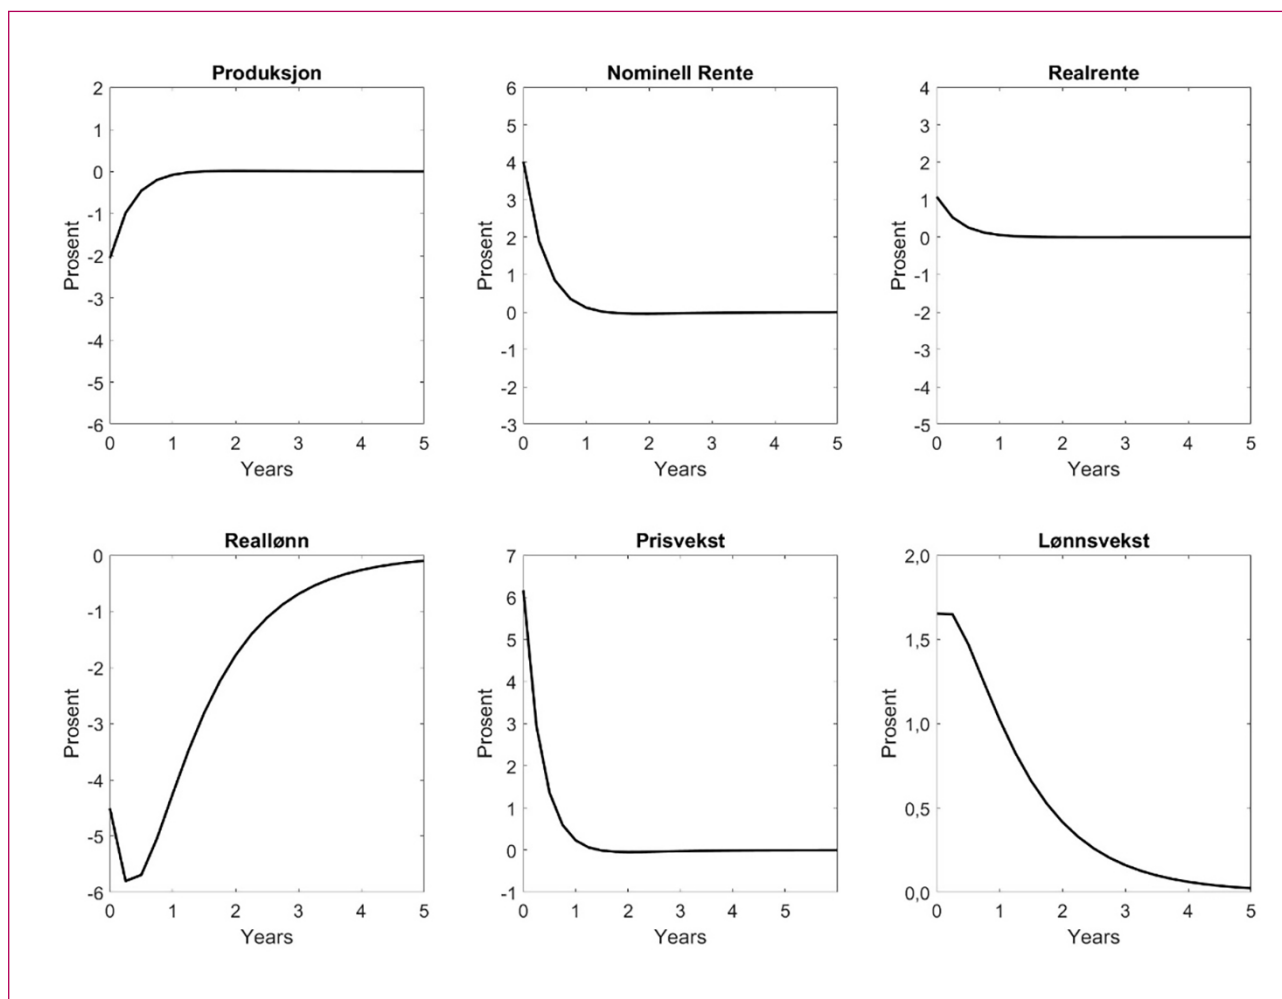 Produksjon
2
1
0
-1
-2
-3
-4
-5
-6
Prosent
0 1 2 3 4 5
Years
Nominell Rente
6
5
4
3
2
1
0
-1
-2
-3
Prosent
0 1 2 3 4 5
Years
Realrente
4
3
2
1
0
-1
-2
-3
-4
-5
Prosent
0 1 2 3 4 5
Years
Reallønn
0
-1
-2
-3
-4
-5
-6
Prosent
0 1 2 3 4 5
Years
Prisvekst
7
6
5
4
3
2
1
0
-1
Prosent
0 1 2 3 4 5
Years
Lønnsvekst
2,0
1,5
1,0
0,5
0,0
Prosent
0 1 2 3 4 5
Years